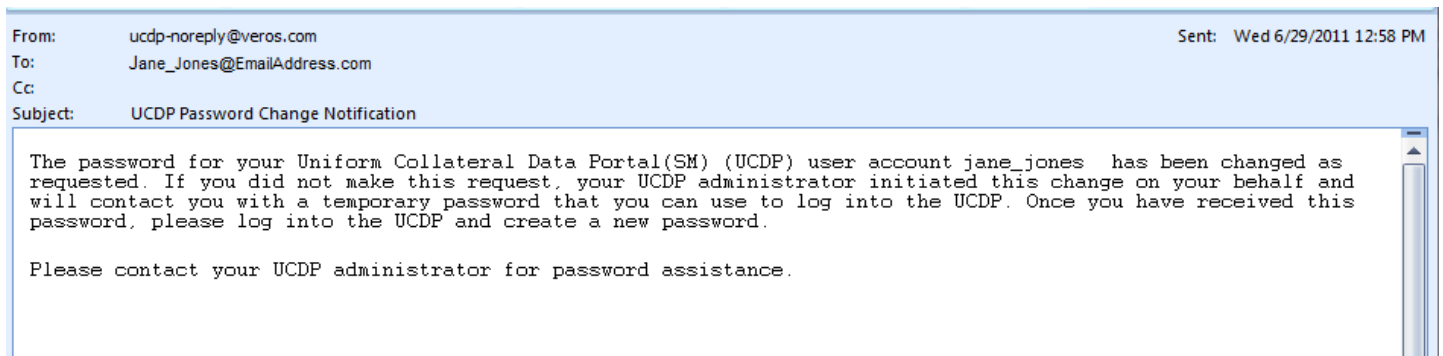 From: ucdp-noreply@veros.com Sent: Wed 6/29/2011 12:58 PM
To: Jane_Jones@EmailAddress.com
Cc:
Subject: UCDP Password Change Notification
The password for your Uniform Collateral Data Portal(SM) (UCDP) user account jane_jones  has been changed as
requested. If you did not make this request, your UCDP administrator initiated this change on your behalf and
will contact you with a temporary password that you can use to log into the UCDP. Once you have received this
password, please log into the UCDP and create a new password.
Please contact your UCDP administrator for password assistance.